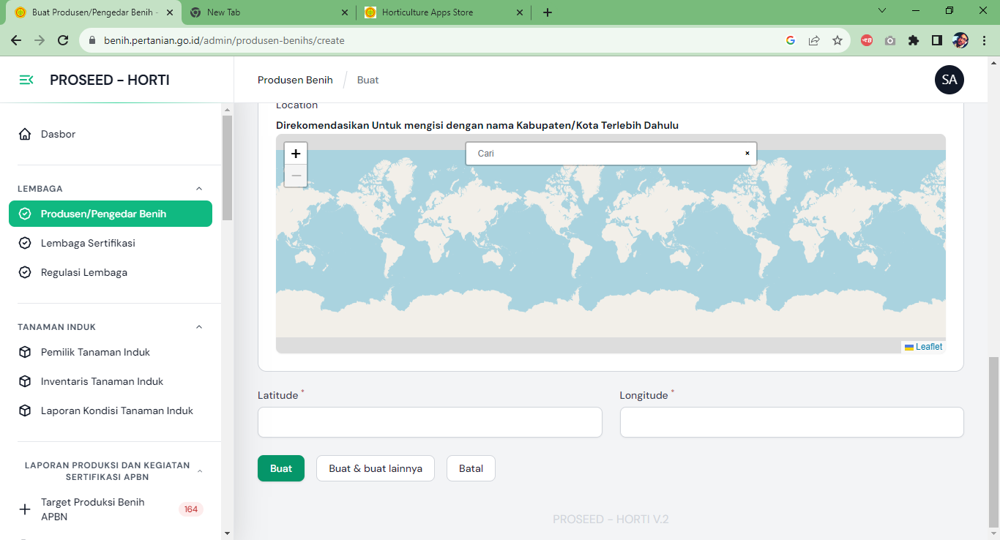 Buat Produsen/Pengedar Benih -
New Tab
Horticulture Apps Store
benih.pertanian.go.id/admin/produsen-benihs/create
PROSEED - HORTI
Produsen Benih
Buat
SA
Dasbor
LEMBAGA
Produsen/Pengedar Benih
Lembaga Sertifikasi
Regulasi Lembaga
TANAMAN INDUK
Pemilik Tanaman Induk
Inventaris Tanaman Induk
Laporan Kondisi Tanaman Induk
LAPORAN PRODUKSI DAN KEGIATAN
SERTIFIKASI APBN
Target Produksi Benih
APBN
164
Location
Direkomendasikan Untuk mengisi dengan nama Kabupaten/Kota Terlebih Dahulu
+
Cari
×
−
Leaflet
Latitude *
Longitude *
Buat
Buat & buat lainnya
Batal
PROSEED - HORTI V.2